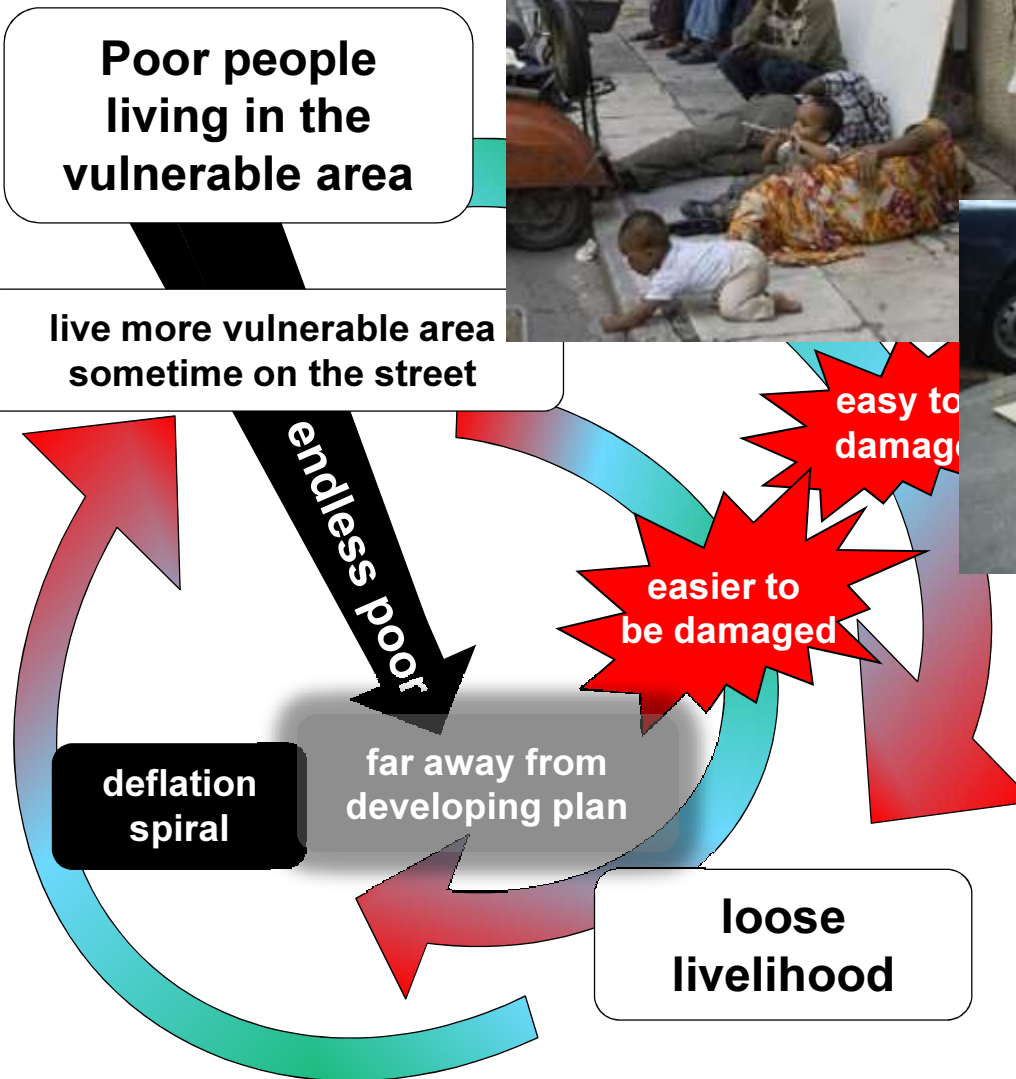 Poor people
living in the
vulnerable area
live more vulnerable area
sometime on the street
easy to
endless poor
easier to
be damaged
deflation
spiral
far away from
developing plan
loose
livelihood